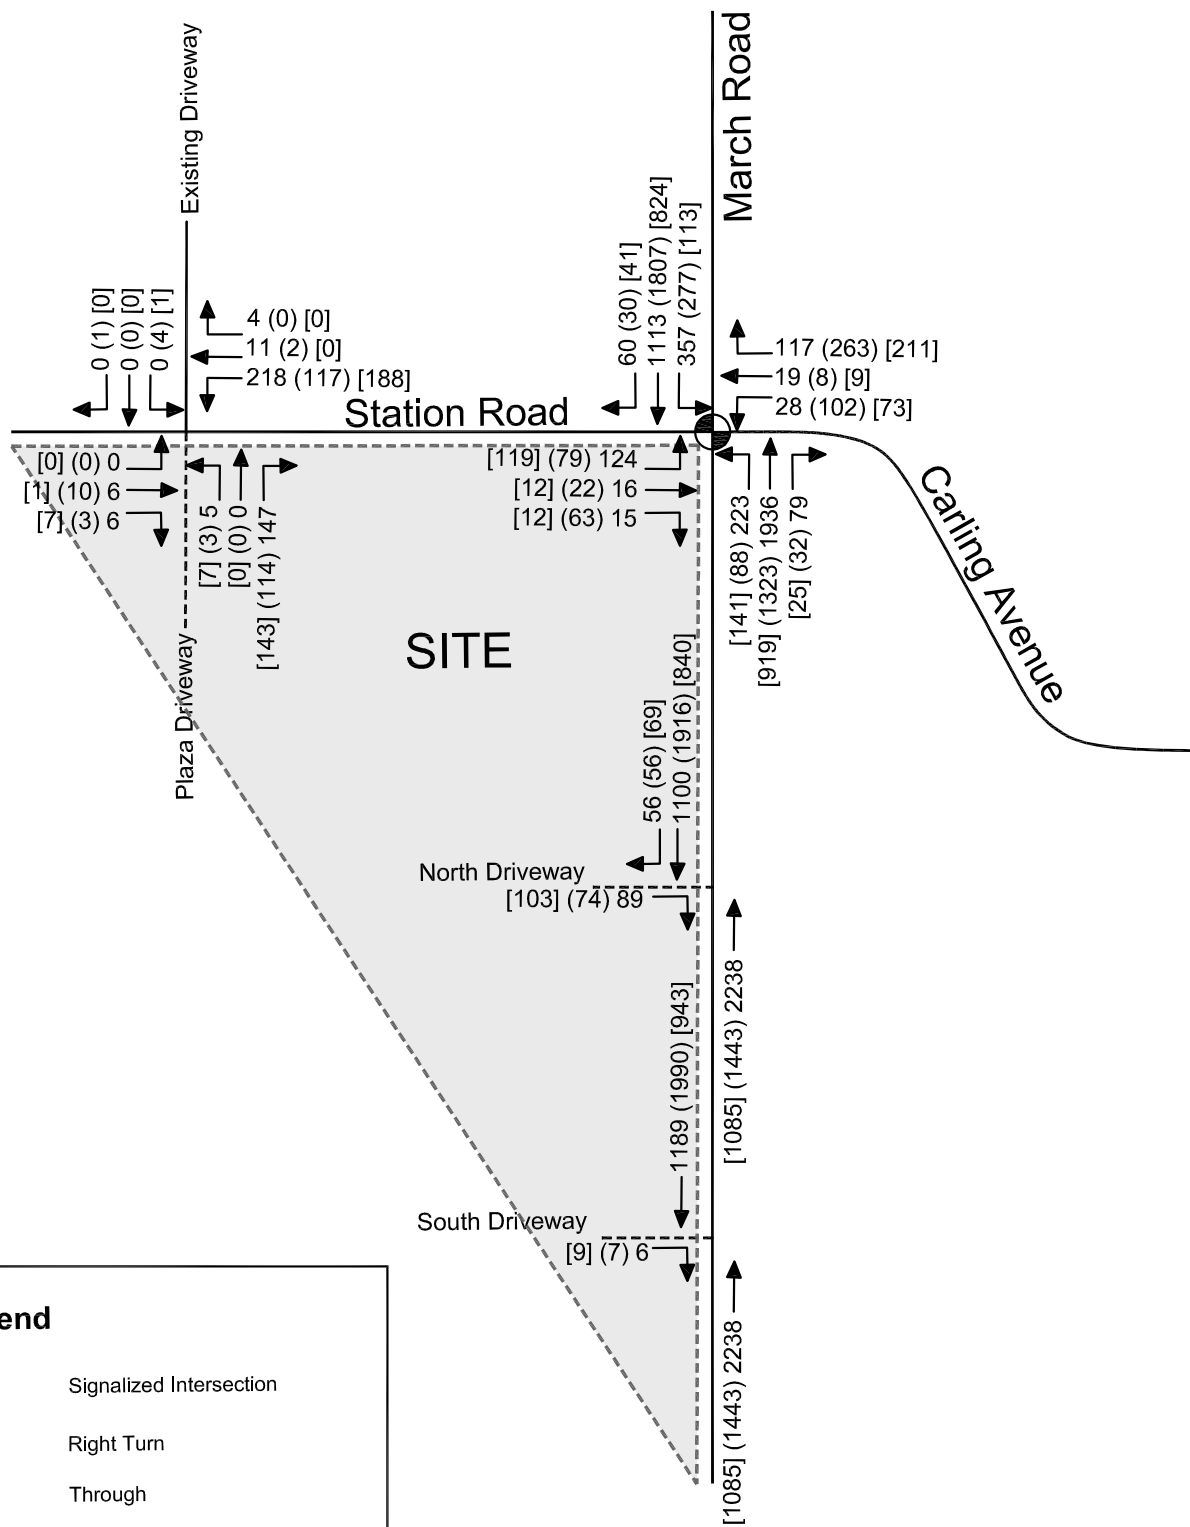 Existing Driveway
March Road
0 (1) [0]
0 (0) [0]
0 (4) [1]
4 (0) [0]
11 (2) [0]
218 (117) [188]
60 (30) [41]
1113 (1807) [824]
357 (277) [113]
117 (263) [211]
19 (8) [9]
28 (102) [73]
Station Road
[0] (0) 0
[1] (10) 6
[7] (3) 6
[7] (3) 5
[0] (0) 0
[143] (114) 147
[119] (79) 124
[12] (22) 16
[12] (63) 15
[141] (88) 223
[919] (1323) 1936
[25] (32) 79
Carling Avenue
SITE
Plaza Driveway
56 (56) [69]
1100 (1916) [840]
North Driveway
[103] (74) 89
1189 (1990) [943]
[1085] (1443) 2238
South Driveway
[9] (7) 6
[1085] (1443) 2238
end
Signalized Intersection
Right Turn
Through